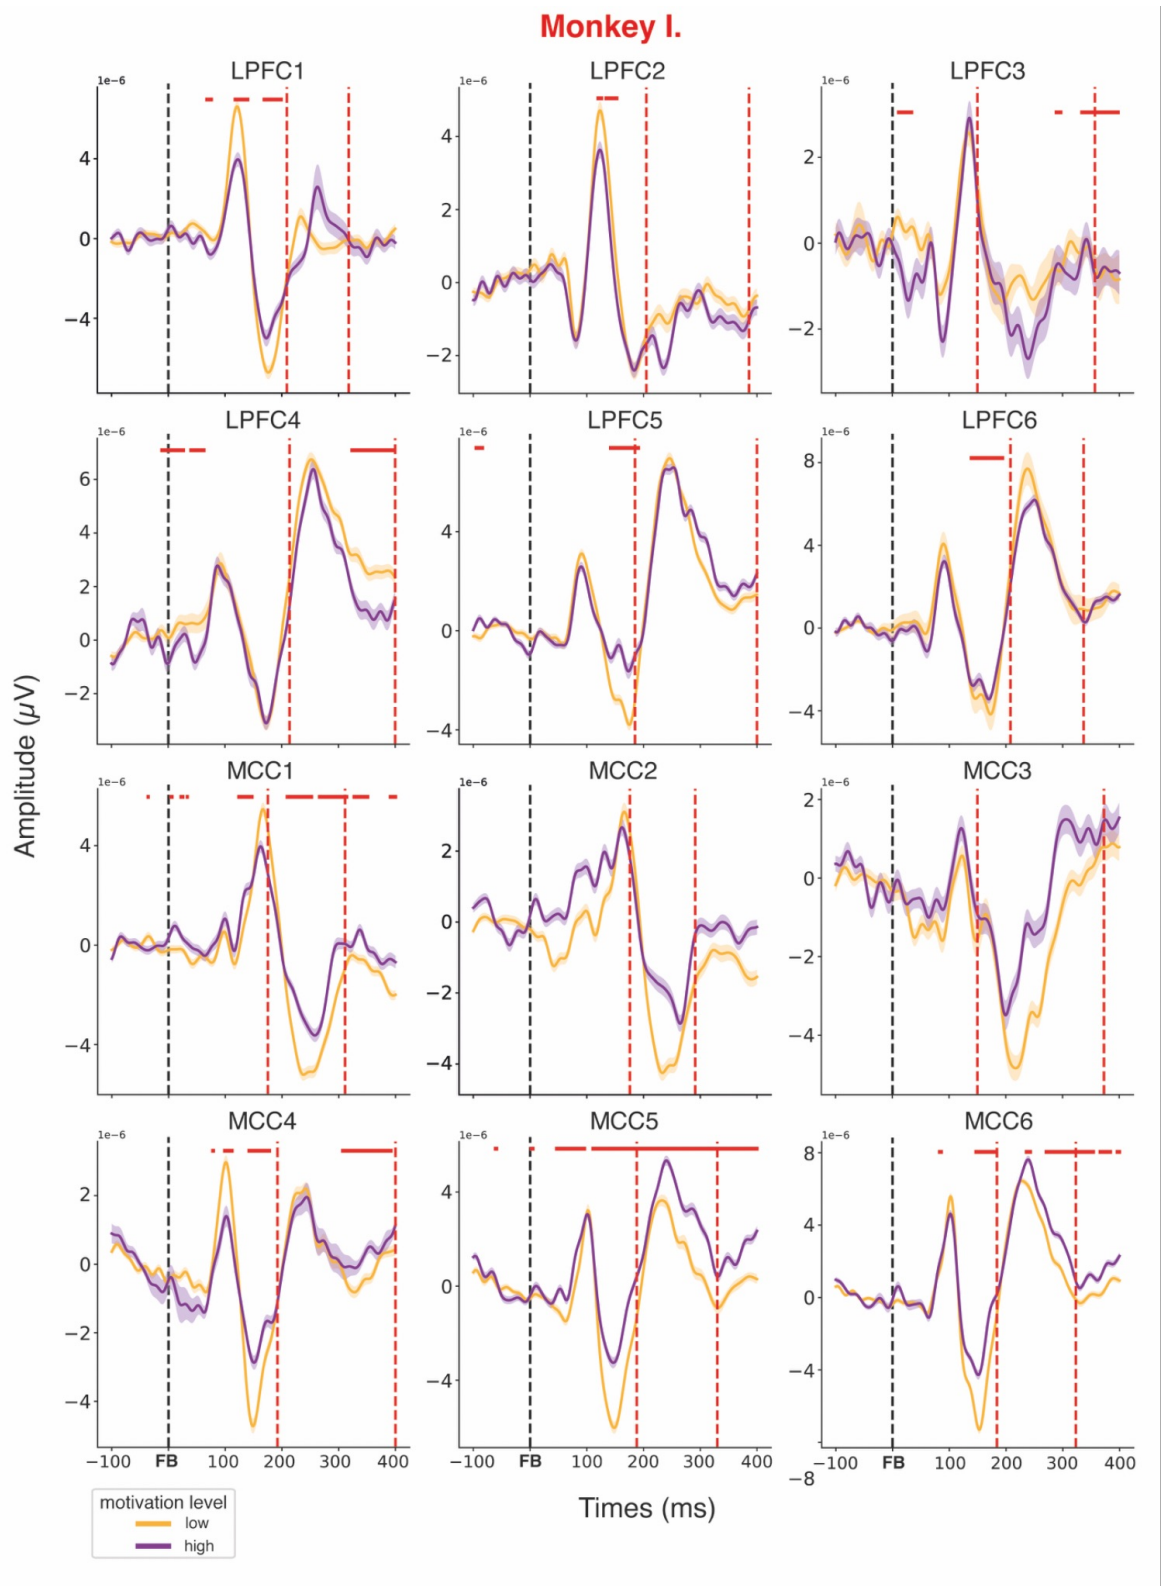 Monkey I.
LPFC1 LPFC2 LPFC3
1e-6 1e-6 1e-6
4 4 2
0 2 0
−4 0 −2
−2
LPFC4 LPFC5 LPFC6
1e-6 1e-6 1e-6
6 4 8
4 0 4
2 −4 0
0 −4
−2
MCC1 MCC2 MCC3
1e-6 1e-6 1e-6
4 2 2
0 0 0
−4 −2 −2
−4 −4
MCC4 MCC5 MCC6
1e-6 1e-6 1e-6
2 4 8
0 0 4
−2 −4 0
−4 −4
−8
−100 FB 100 200 300 400 −100 FB 100 200 300 400 −100 FB 100 200 300 400
Amplitude (μV)
Times (ms)
motivation level
low
high